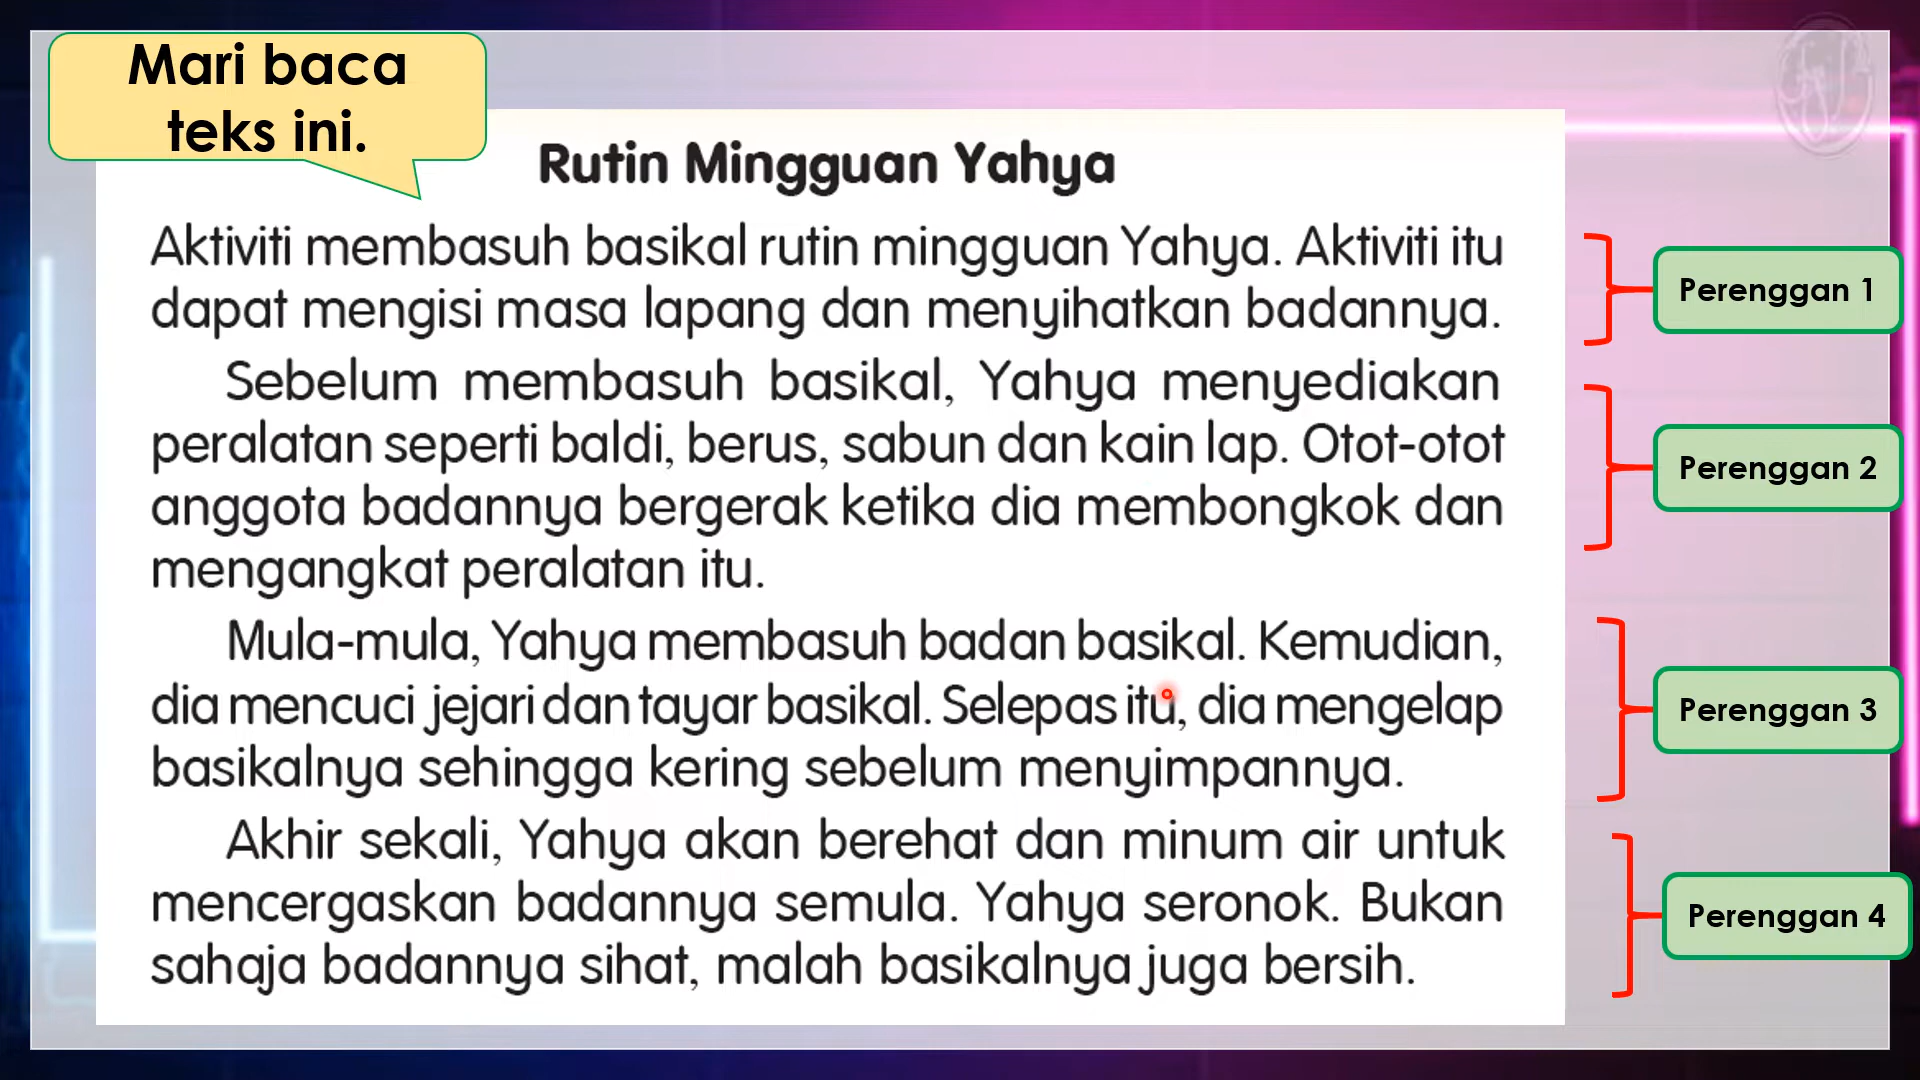 Mari baca
teks ini.
Rutin Mingguan Yahya
Aktiviti membasuh basikal rutin mingguan Yahya. Aktiviti itu
dapat mengisi masa lapang dan menyihatkan badannya.
Sebelum membasuh basikal, Yahya menyediakan
peralatan seperti baldi, berus, sabun dan kain lap. Otot-otot
anggota badannya bergerak ketika dia membongkok dan
mengangkat peralatan itu.
Mula-mula, Yahya membasuh badan basikal. Kemudian,
dia mencuci jejari dan tayar basikal. Selepas itu, dia mengelap
basikalnya sehingga kering sebelum menyimpannya.
Akhir sekali, Yahya akan berehat dan minum air untuk
mencergaskan badannya semula. Yahya seronok. Bukan
sahaja badannya sihat, malah basikalnya juga bersih.
Perenggan 1
Perenggan 2
Perenggan 3
Perenggan 4